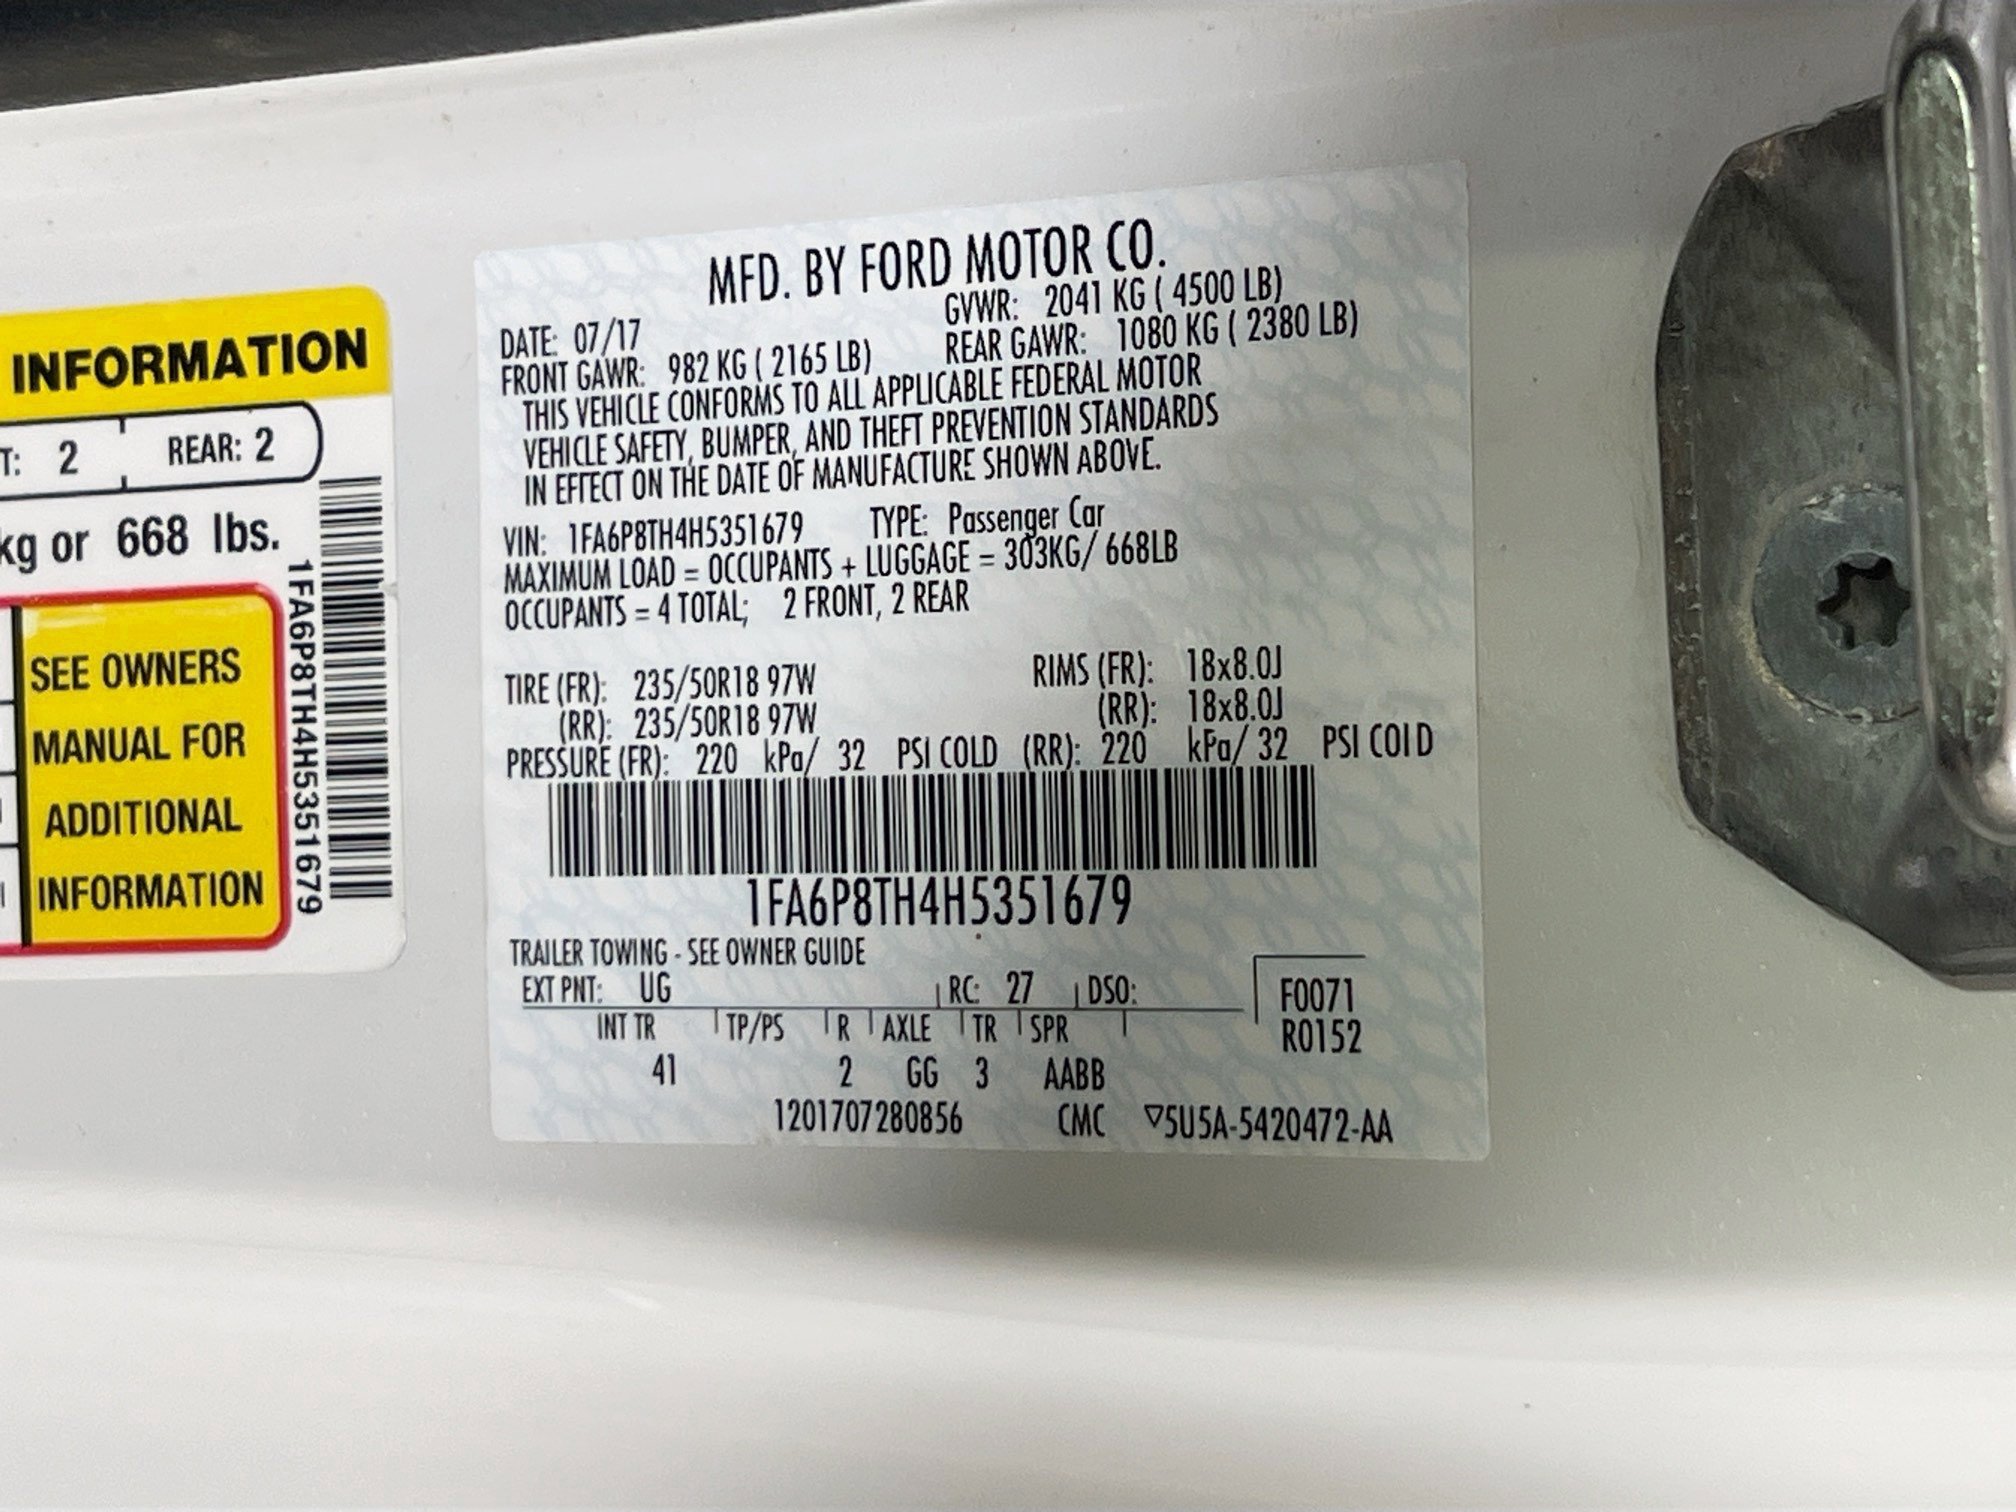 INFORMATION
T: 2 REAR: 2
kg or 668 lbs.
SEE OWNERS
MANUAL FOR
ADDITIONAL
INFORMATION
1FA6P8TH4H5351679
MFD. BY FORD MOTOR CO.
DATE: 07/17 GVWR: 2041 KG ( 4500 LB)
FRONT GAWR: 982 KG ( 2165 LB) REAR GAWR: 1080 KG ( 2380 LB)
THIS VEHICLE CONFORMS TO ALL APPLICABLE FEDERAL MOTOR
VEHICLE SAFETY, BUMPER, AND THEFT PREVENTION STANDARDS
IN EFFECT ON THE DATE OF MANUFACTURE SHOWN ABOVE.
VIN: 1FA6P8TH4H5351679 TYPE: Passenger Car
MAXIMUM LOAD = OCCUPANTS + LUGGAGE = 303KG/ 668LB
OCCUPANTS = 4 TOTAL; 2 FRONT, 2 REAR
TIRE (FR): 235/50R18 97W RIMS (FR): 18x8.0J
(RR): 235/50R18 97W (RR): 18x8.0J
PRESSURE (FR): 220 kPa/ 32 PSI COLD (RR): 220 kPa/ 32 PSI COLD
1FA6P8TH4H5351679
TRAILER TOWING - SEE OWNER GUIDE
EXT PNT: UG RC: 27 DSO: F0071
INT TR TP/PS R AXLE TR SPR R0152
41 2 GG 3 AABB
1201707280856 CMC ▽5U5A-5420472-AA